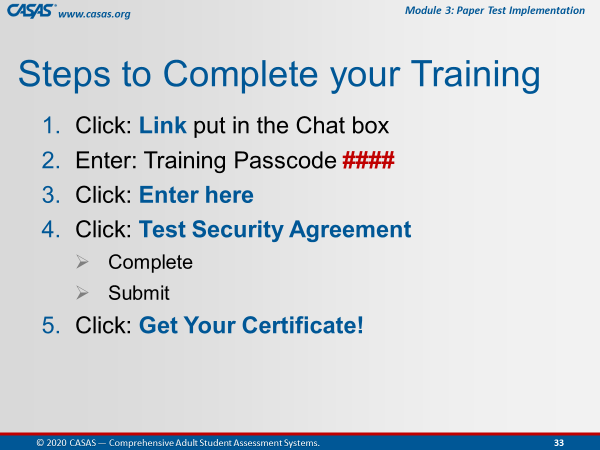 CASAS® www.casas.org
Module 3: Paper Test Implementation
Steps to Complete your Training
1. Click: Link put in the Chat box
2. Enter: Training Passcode ####
3. Click: Enter here
4. Click: Test Security Agreement
➢ Complete
➢ Submit
5. Click: Get Your Certificate!
© 2020 CASAS — Comprehensive Adult Student Assessment Systems.
33